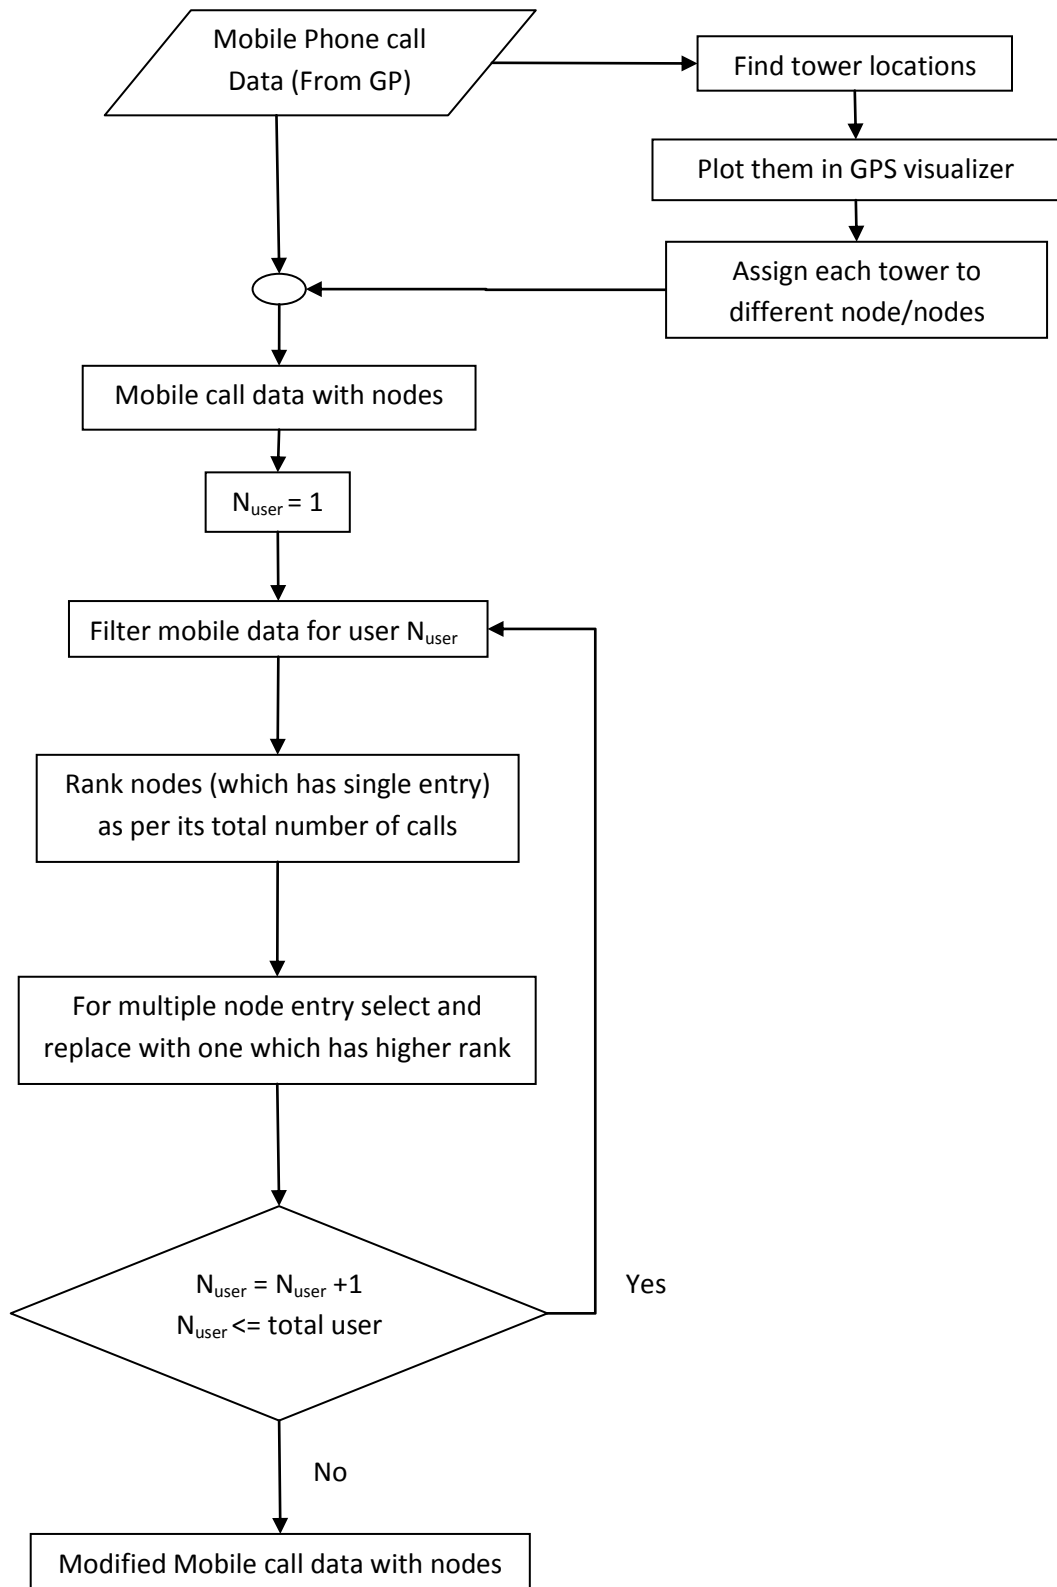 Mobile Phone call
Data (From GP)
Find tower locations
Plot them in GPS visualizer
Assign each tower to
different node/nodes
Mobile call data with nodes
Nuser = 1
Filter mobile data for user Nuser
Rank nodes (which has single entry)
as per its total number of calls
For multiple node entry select and
replace with one which has higher rank
Nuser = Nuser +1
Nuser <= total user
Yes
No
Modified Mobile call data with nodes